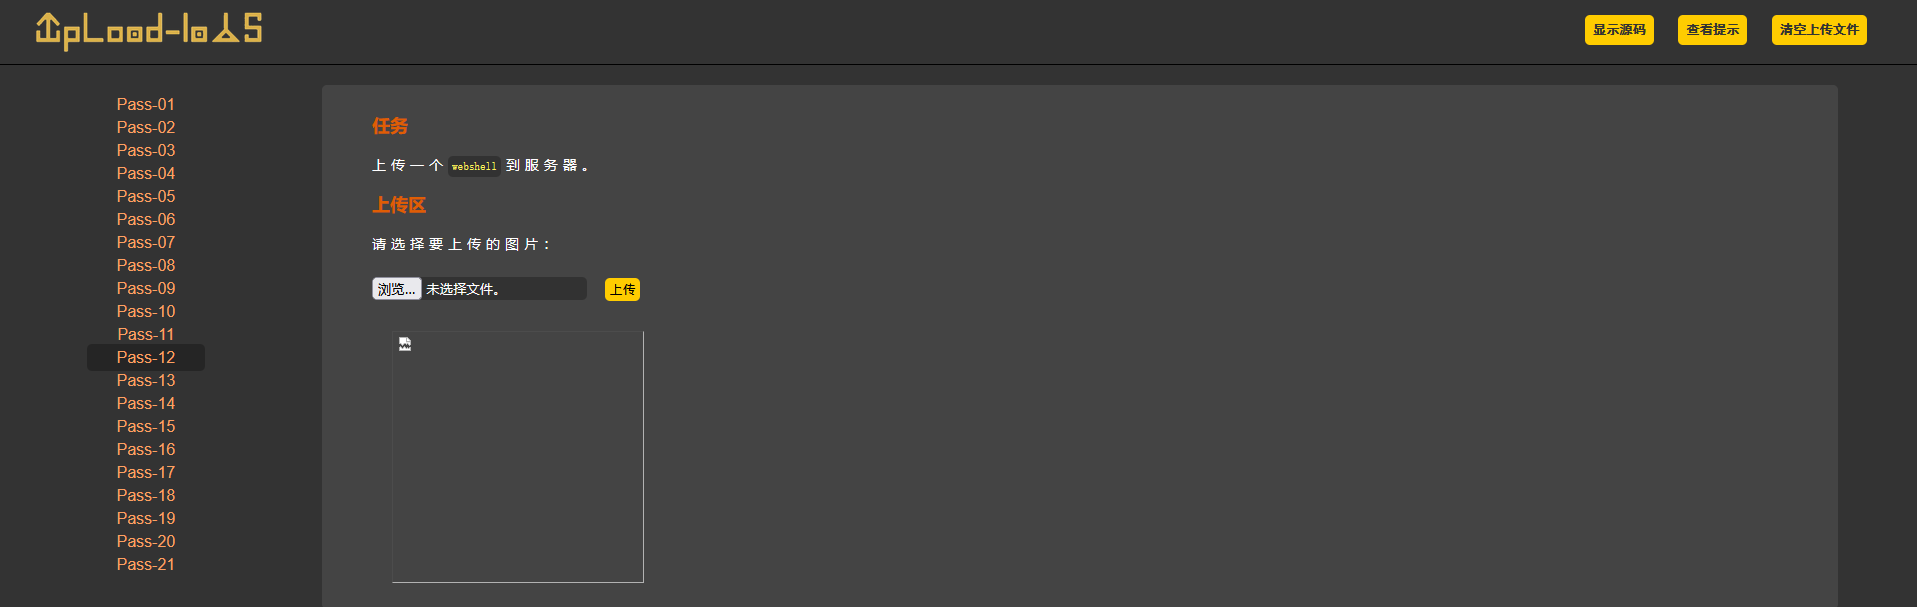 UpLoad-labs
显示源码 查看提示 清空上传文件
Pass-01
Pass-02
Pass-03
Pass-04
Pass-05
Pass-06
Pass-07
Pass-08
Pass-09
Pass-10
Pass-11
Pass-12
Pass-13
Pass-14
Pass-15
Pass-16
Pass-17
Pass-18
Pass-19
Pass-20
Pass-21
任务
上传一个 webshell 到服务器。
上传区
请选择要上传的图片：
浏览... 未选择文件。 上传